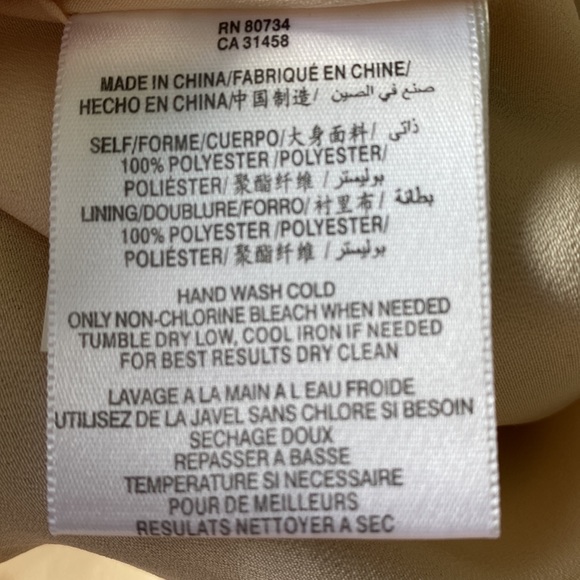 RN 80734
CA 31458
MADE IN CHINA/FABRIQUÉ EN CHINE/
HECHO EN CHINA/中国制造/ صنع في الصين
SELF/FORME/CUERPO/大身面料/ ذاتي
100% POLYESTER /POLYESTER/
POLIÉSTER/聚酯纤维 / بوليستر
LINING/DOUBLURE/FORRO/衬里布/ بطانة
100% POLYESTER /POLYESTER/
POLIÉSTER/聚酯纤维 / بوليستر
HAND WASH COLD
ONLY NON-CHLORINE BLEACH WHEN NEEDED
TUMBLE DRY LOW, COOL IRON IF NEEDED
FOR BEST RESULTS DRY CLEAN
LAVAGE A LA MAIN A L EAU FROIDE
UTILISEZ DE LA JAVEL SANS CHLORE SI BESOIN
SECHAGE DOUX
REPASSER A BASSE
TEMPERATURE SI NECESSAIRE
POUR DE MEILLEURS
RESULATS NETTOYER A SEC